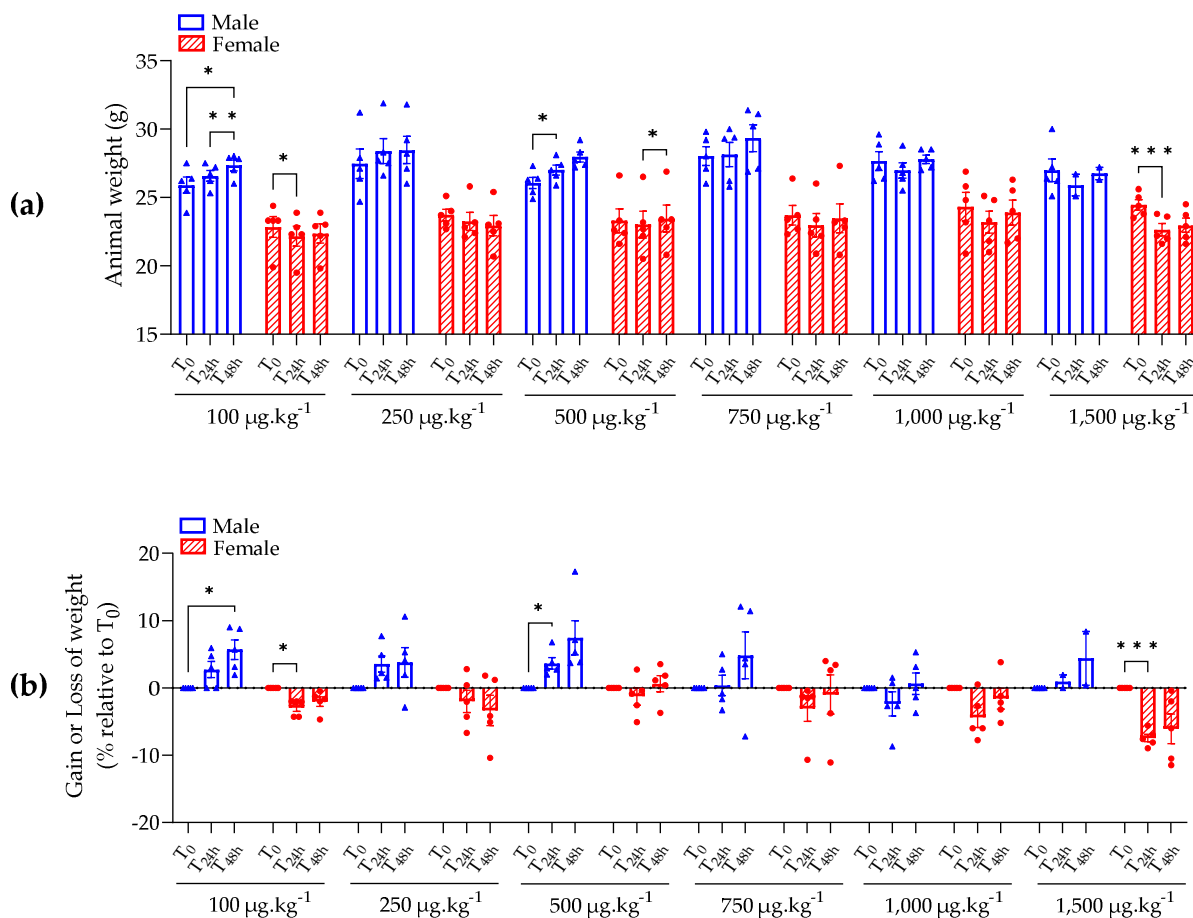 Male
Female
(a)
Animal weight (g)
35
30
25
20
15
* * * * * * * * * *
T0 T24h T48h T0 T24h T48h T0 T24h T48h T0 T24h T48h T0 T24h T48h T0 T24h T48h T0 T24h T48h T0 T24h T48h T0 T24h T48h T0 T24h T48h T0 T24h T48h T0 T24h T48h
100 µg.kg-1 250 µg.kg-1 500 µg.kg-1 750 µg.kg-1 1,000 µg.kg-1 1,500 µg.kg-1
Male
Female
(b)
Gain or Loss of weight
(% relative to T0)
20
10
0
-10
-20
* * * * * *
T0 T24h T48h T0 T24h T48h T0 T24h T48h T0 T24h T48h T0 T24h T48h T0 T24h T48h T0 T24h T48h T0 T24h T48h T0 T24h T48h T0 T24h T48h T0 T24h T48h T0 T24h T48h
100 µg.kg-1 250 µg.kg-1 500 µg.kg-1 750 µg.kg-1 1,000 µg.kg-1 1,500 µg.kg-1